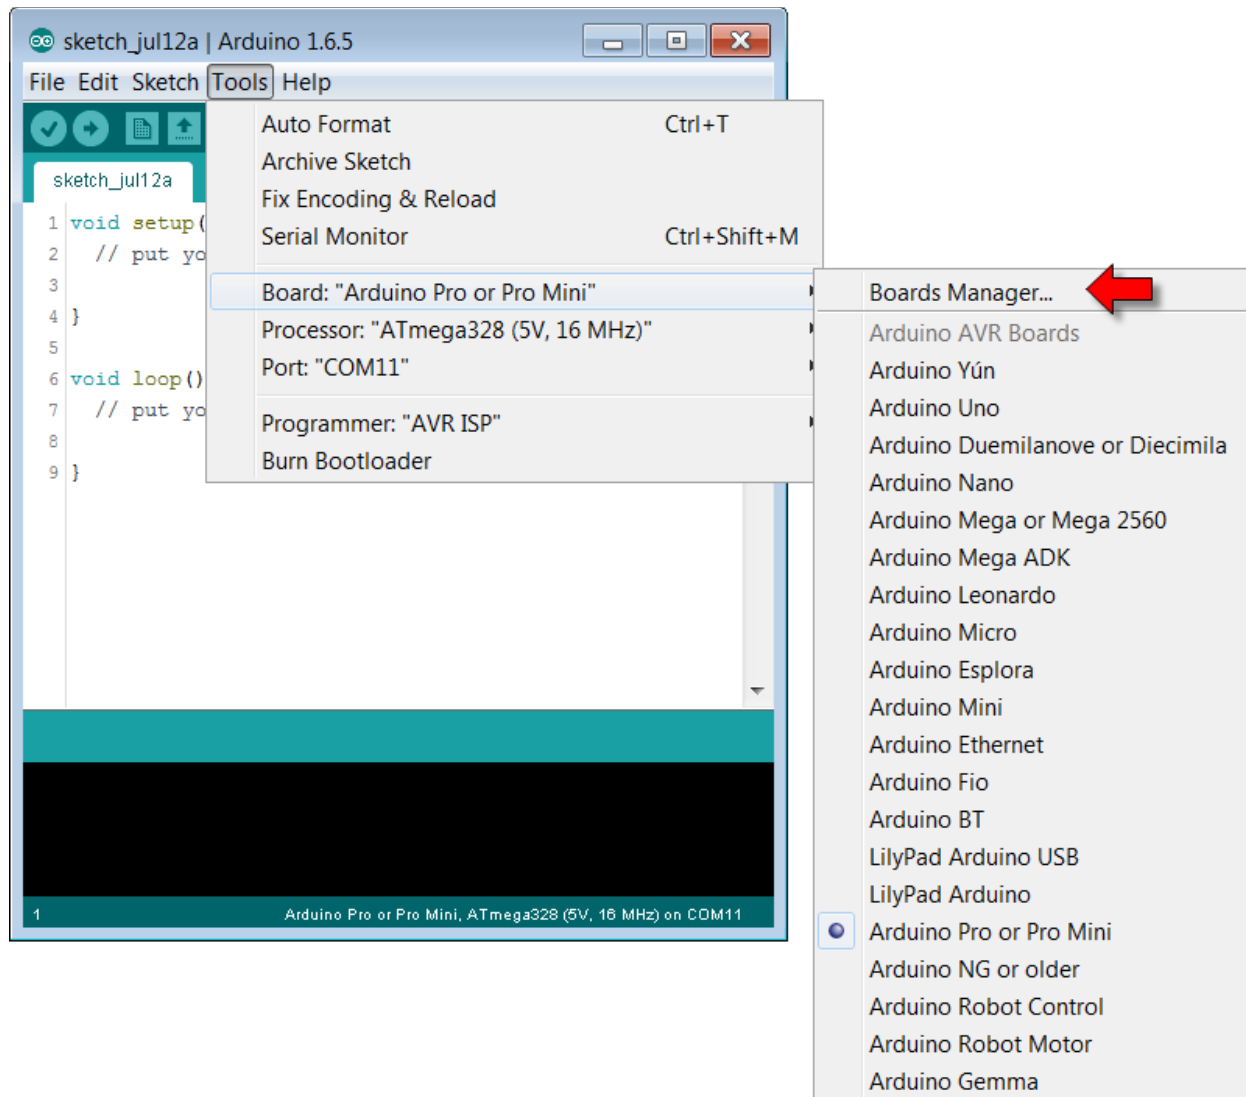 sketch_jul12a | Arduino 1.6.5
File Edit Sketch Tools Help
Auto Format Ctrl+T
Archive Sketch
Fix Encoding & Reload
Serial Monitor Ctrl+Shift+M
Board: "Arduino Pro or Pro Mini"
Processor: "ATmega328 (5V, 16 MHz)"
Port: "COM11"
Programmer: "AVR ISP"
Burn Bootloader
sketch_jul12a
1 void setup(
2 // put yo
3
4 }
5
6 void loop()
7 // put yo
8
9 }
1 Arduino Pro or Pro Mini, ATmega328 (5V, 16 MHz) on COM11
Boards Manager...
Arduino AVR Boards
Arduino Yún
Arduino Uno
Arduino Duemilanove or Diecimila
Arduino Nano
Arduino Mega or Mega 2560
Arduino Mega ADK
Arduino Leonardo
Arduino Micro
Arduino Esplora
Arduino Mini
Arduino Ethernet
Arduino Fio
Arduino BT
LilyPad Arduino USB
LilyPad Arduino
Arduino Pro or Pro Mini
Arduino NG or older
Arduino Robot Control
Arduino Robot Motor
Arduino Gemma